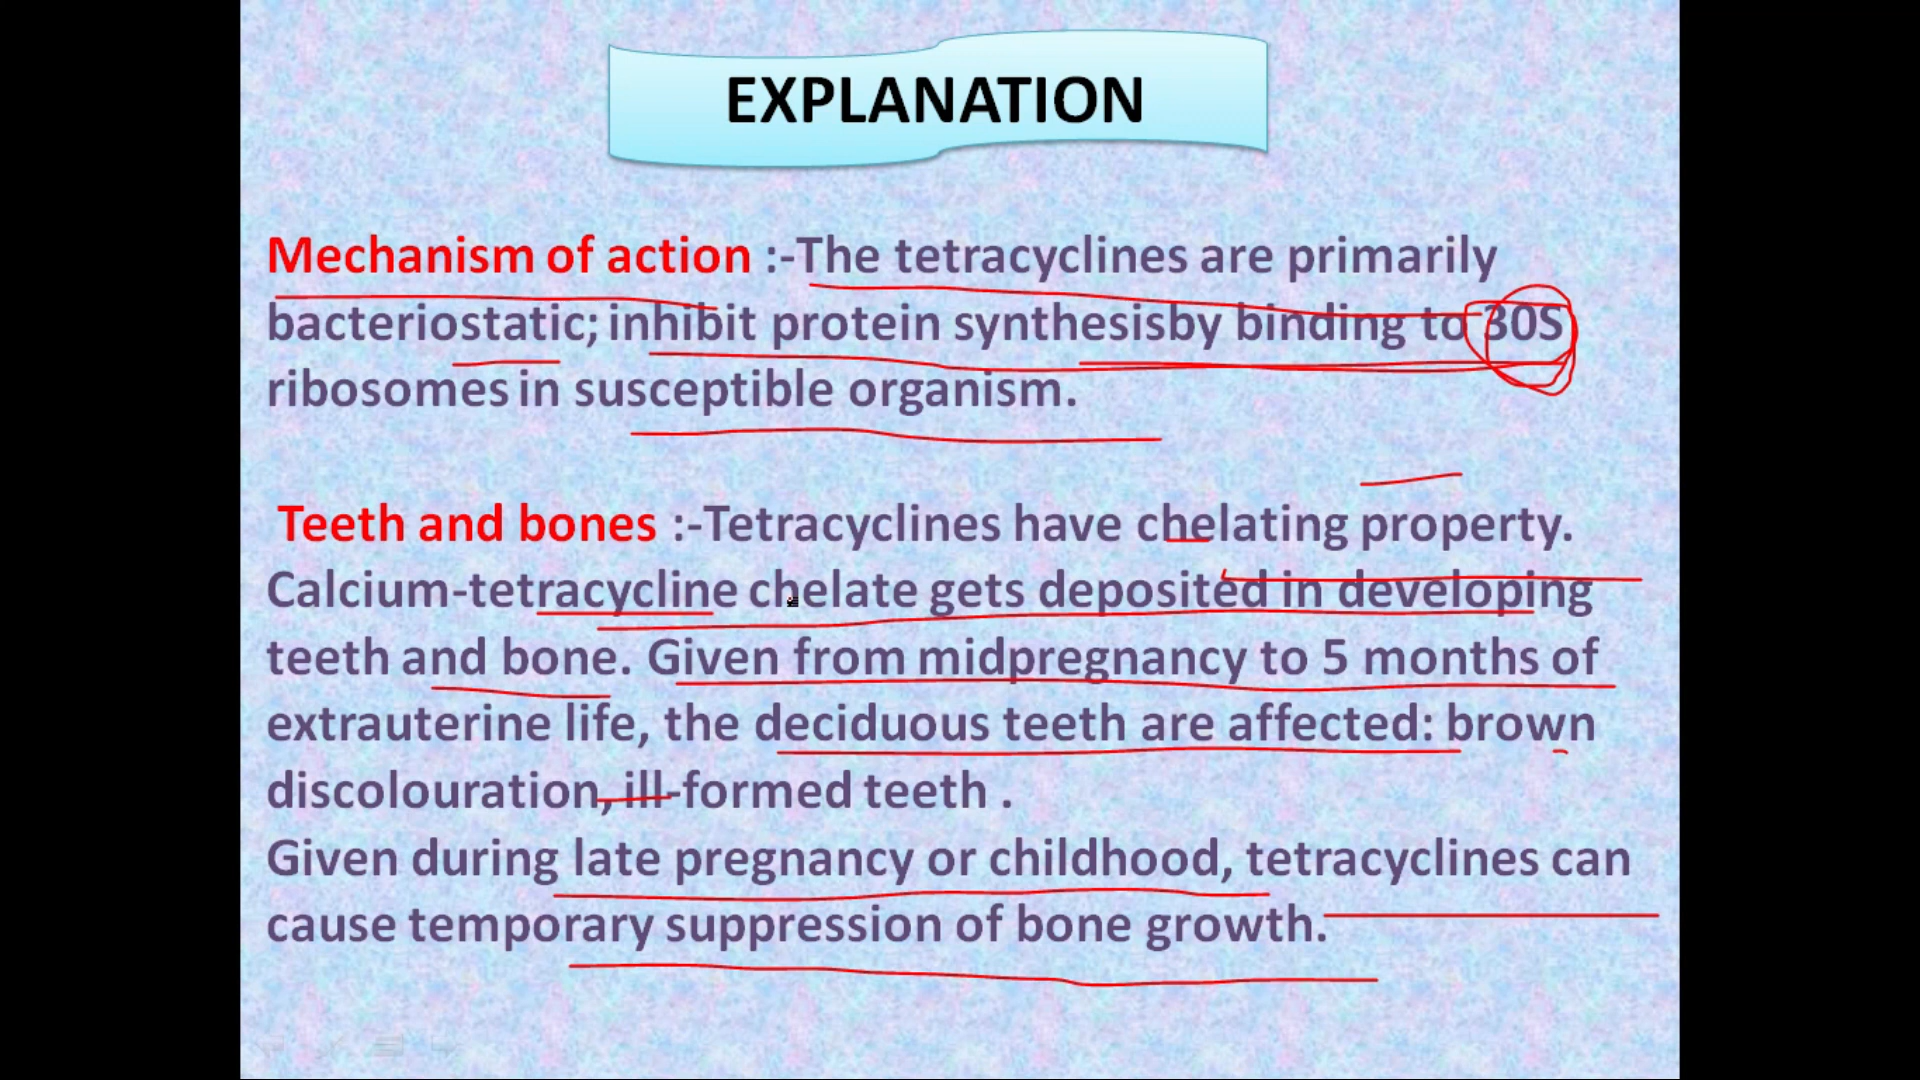 EXPLANATION
Mechanism of action :-The tetracyclines are primarily
bacteriostatic; inhibit protein synthesisby binding to 30S
ribosomes in susceptible organism.
Teeth and bones :-Tetracyclines have chelating property.
Calcium-tetracycline chelate gets deposited in developing
teeth and bone. Given from midpregnancy to 5 months of
extrauterine life, the deciduous teeth are affected: brown
discolouration, ill-formed teeth .
Given during late pregnancy or childhood, tetracyclines can
cause temporary suppression of bone growth.